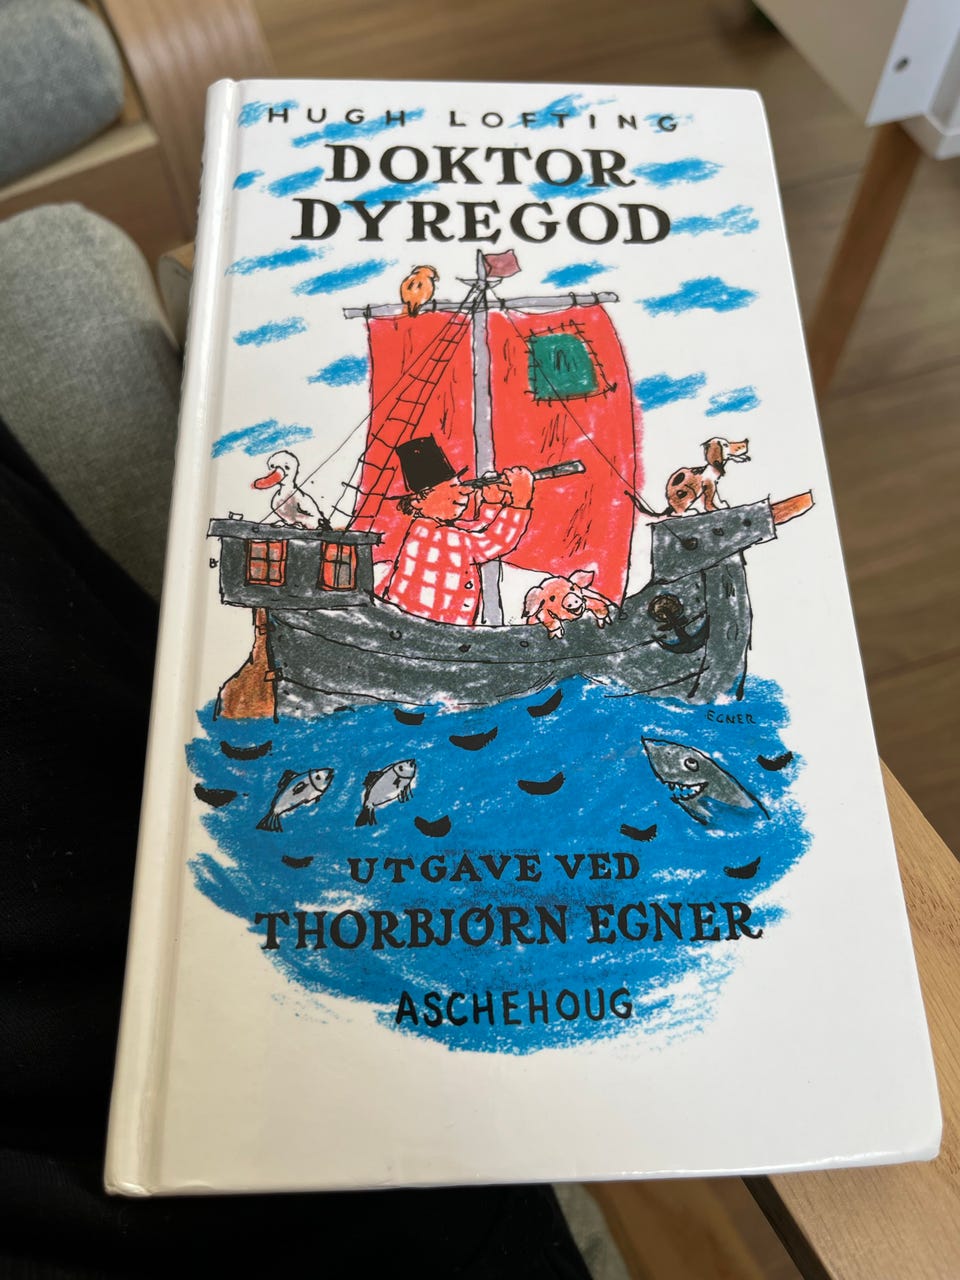 HUGH LOFTING
DOKTOR
DYREGOD
EGNER
UTGAVE VED
THORBJØRN EGNER
ASCHEHOUG